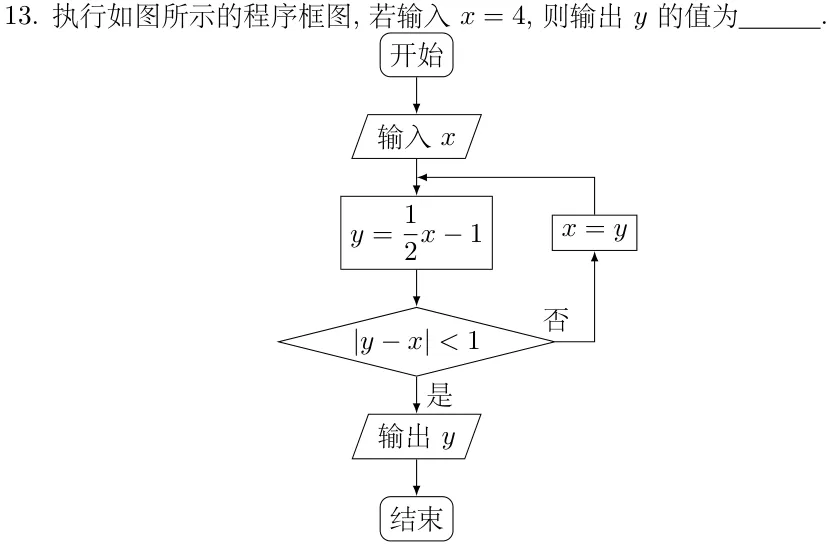 13. 执行如图所示的程序框图, 若输入 x = 4, 则输出 y 的值为______.
开始
输入 x
y = \frac{1}{2}x − 1
x = y
否
|y − x| < 1
是
输出 y
结束